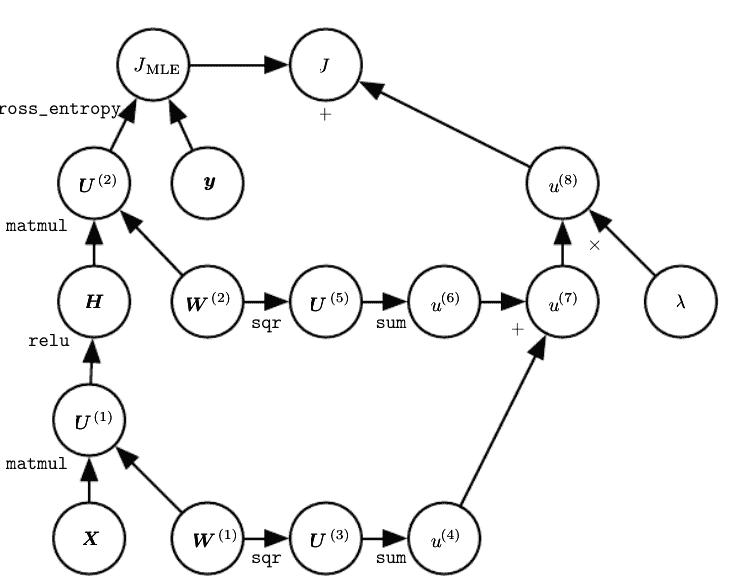 J_MLE J
ross_entropy +
U^(2) y u^(8)
matmul ×
H W^(2) U^(5) u^(6) u^(7) λ
sqr sum +
relu
U^(1)
matmul
X W^(1) U^(3) u^(4)
sqr sum